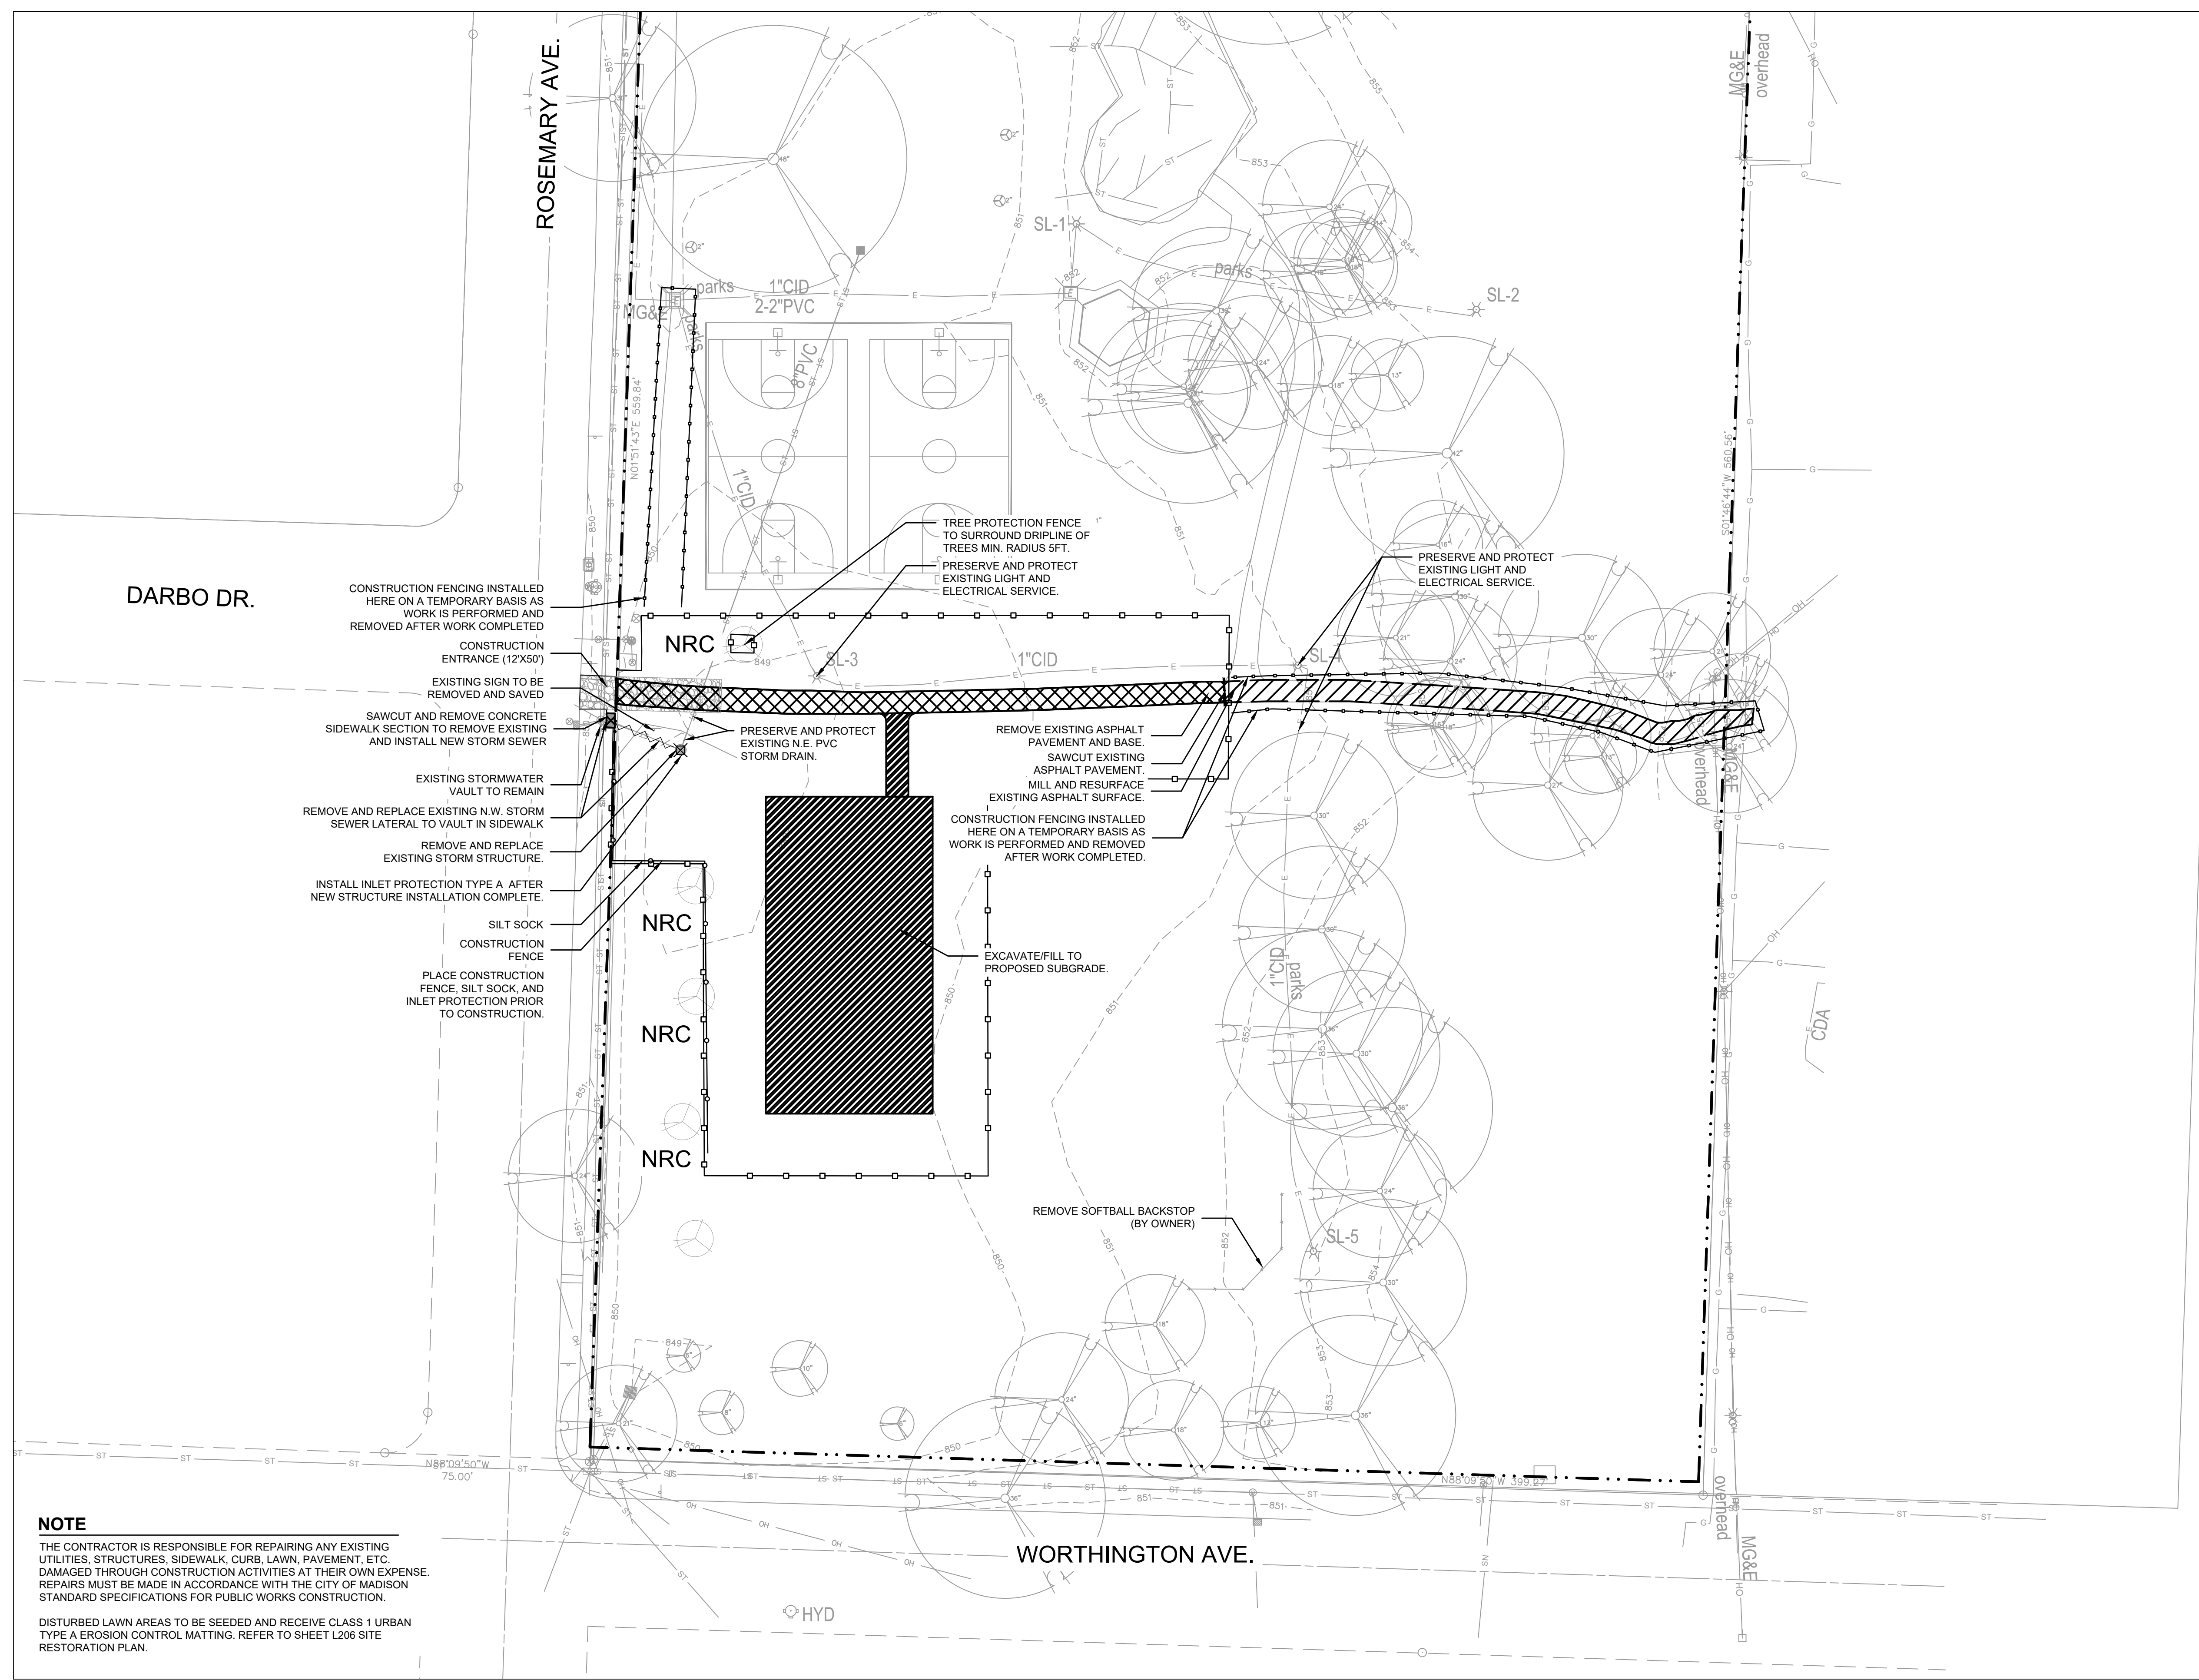 ROSEMARY AVE.
DARBO DR.
WORTHINGTON AVE.
MG&E
overhead
SL-1
SL-2
parks
parks
1"CID
2-2"PVC
MG&E
parks
8"PVC
1"CID
N01°51'43"E 559.84'
S01°46'44"W 560.56'
TREE PROTECTION FENCE
TO SURROUND DRIPLINE OF
TREES MIN. RADIUS 5FT.
PRESERVE AND PROTECT
EXISTING LIGHT AND
ELECTRICAL SERVICE.
PRESERVE AND PROTECT
EXISTING LIGHT AND
ELECTRICAL SERVICE.
CONSTRUCTION FENCING INSTALLED
HERE ON A TEMPORARY BASIS AS
WORK IS PERFORMED AND
REMOVED AFTER WORK COMPLETED
CONSTRUCTION
ENTRANCE (12'X50')
EXISTING SIGN TO BE
REMOVED AND SAVED
SAWCUT AND REMOVE CONCRETE
SIDEWALK SECTION TO REMOVE EXISTING
AND INSTALL NEW STORM SEWER
EXISTING STORMWATER
VAULT TO REMAIN
REMOVE AND REPLACE EXISTING N.W. STORM
SEWER LATERAL TO VAULT IN SIDEWALK
REMOVE AND REPLACE
EXISTING STORM STRUCTURE.
INSTALL INLET PROTECTION TYPE A AFTER
NEW STRUCTURE INSTALLATION COMPLETE.
SILT SOCK
CONSTRUCTION
FENCE
PLACE CONSTRUCTION
FENCE, SILT SOCK, AND
INLET PROTECTION PRIOR
TO CONSTRUCTION.
NRC
SL-3
1"CID
SL-4
PRESERVE AND PROTECT
EXISTING N.E. PVC
STORM DRAIN.
REMOVE EXISTING ASPHALT
PAVEMENT AND BASE.
SAWCUT EXISTING
ASPHALT PAVEMENT.
MILL AND RESURFACE
EXISTING ASPHALT SURFACE.
CONSTRUCTION FENCING INSTALLED
HERE ON A TEMPORARY BASIS AS
WORK IS PERFORMED AND REMOVED
AFTER WORK COMPLETED.
NRC
EXCAVATE/FILL TO
PROPOSED SUBGRADE.
1"CID
parks
NRC
CDA
NRC
overhead
MG&E
REMOVE SOFTBALL BACKSTOP
(BY OWNER)
SL-5
N88°09'50"W
75.00'
N88°09'50"W 399.27'
overhead
MG&E
HYD
NOTE
THE CONTRACTOR IS RESPONSIBLE FOR REPAIRING ANY EXISTING
UTILITIES, STRUCTURES, SIDEWALK, CURB, LAWN, PAVEMENT, ETC.
DAMAGED THROUGH CONSTRUCTION ACTIVITIES AT THEIR OWN EXPENSE.
REPAIRS MUST BE MADE IN ACCORDANCE WITH THE CITY OF MADISON
STANDARD SPECIFICATIONS FOR PUBLIC WORKS CONSTRUCTION.
DISTURBED LAWN AREAS TO BE SEEDED AND RECEIVE CLASS 1 URBAN
TYPE A EROSION CONTROL MATTING. REFER TO SHEET L206 SITE
RESTORATION PLAN.